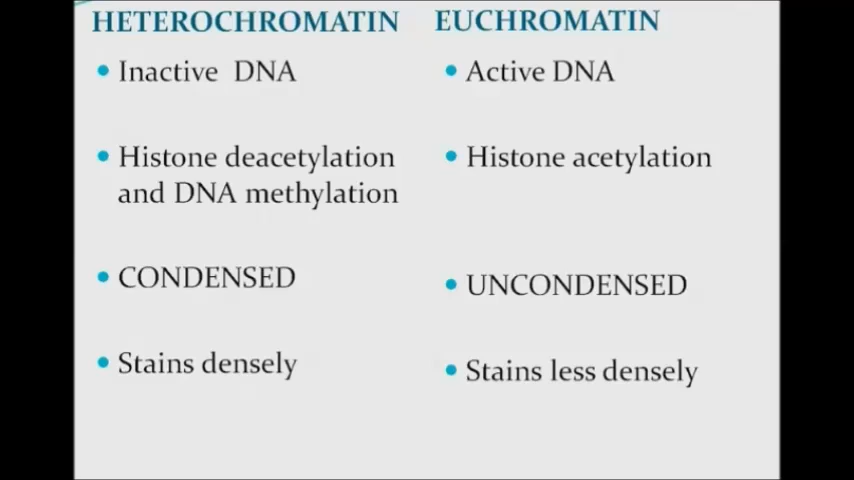 HETEROCHROMATIN
• Inactive DNA
• Histone deacetylation
and DNA methylation
• CONDENSED
• Stains densely
EUCHROMATIN
• Active DNA
• Histone acetylation
• UNCONDENSED
• Stains less densely